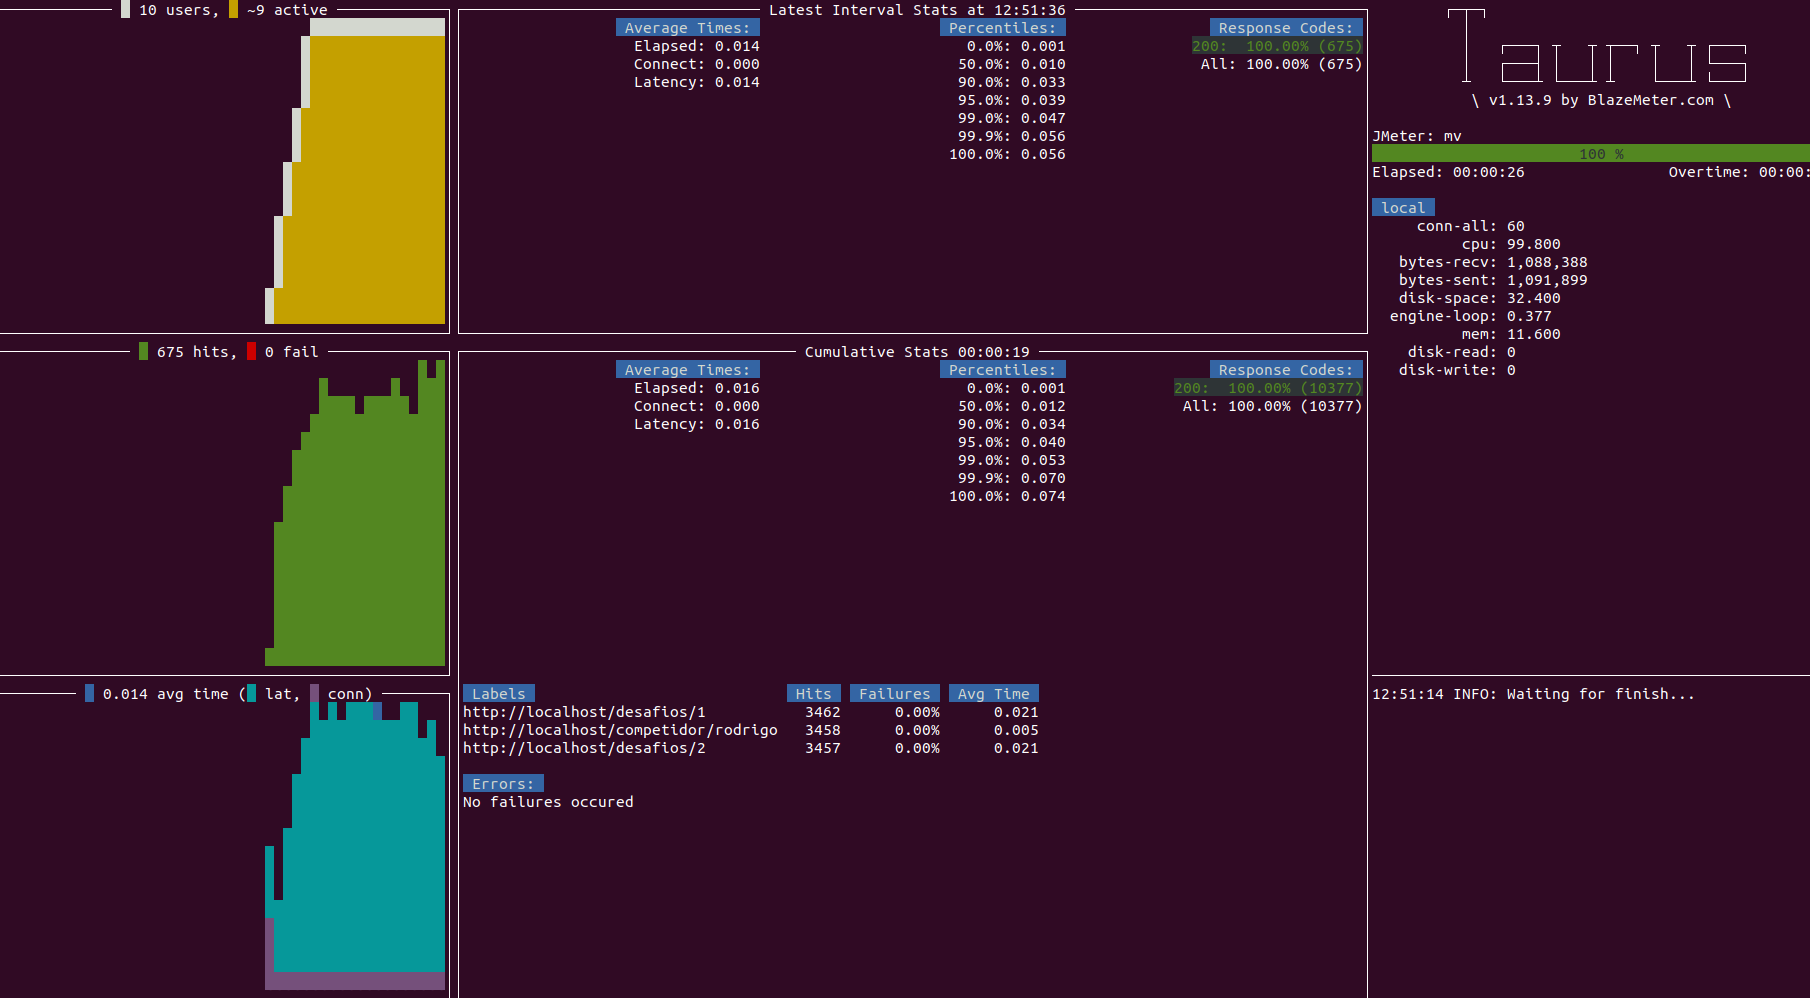 10 users, ~9 active
Latest Interval Stats at 12:51:36
Average Times:
Elapsed: 0.014
Connect: 0.000
Latency: 0.014
Percentiles:
0.0%: 0.001
50.0%: 0.010
90.0%: 0.033
95.0%: 0.039
99.0%: 0.047
99.9%: 0.056
100.0%: 0.056
Response Codes:
200: 100.00% (675)
All: 100.00% (675)
Taurus
\ v1.13.9 by BlazeMeter.com \
JMeter: mv
100 %
Elapsed: 00:00:26 Overtime: 00:00:
local
conn-all: 60
cpu: 99.800
bytes-recv: 1,088,388
bytes-sent: 1,091,899
disk-space: 32.400
engine-loop: 0.377
mem: 11.600
disk-read: 0
disk-write: 0
675 hits, 0 fail
Cumulative Stats 00:00:19
Average Times:
Elapsed: 0.016
Connect: 0.000
Latency: 0.016
Percentiles:
0.0%: 0.001
50.0%: 0.012
90.0%: 0.034
95.0%: 0.040
99.0%: 0.053
99.9%: 0.070
100.0%: 0.074
Response Codes:
200: 100.00% (10377)
All: 100.00% (10377)
0.014 avg time ( lat, conn)
Labels Hits Failures Avg Time
http://localhost/desafios/1 3462 0.00% 0.021
http://localhost/competidor/rodrigo 3458 0.00% 0.005
http://localhost/desafios/2 3457 0.00% 0.021
Errors:
No failures occured
12:51:14 INFO: Waiting for finish...